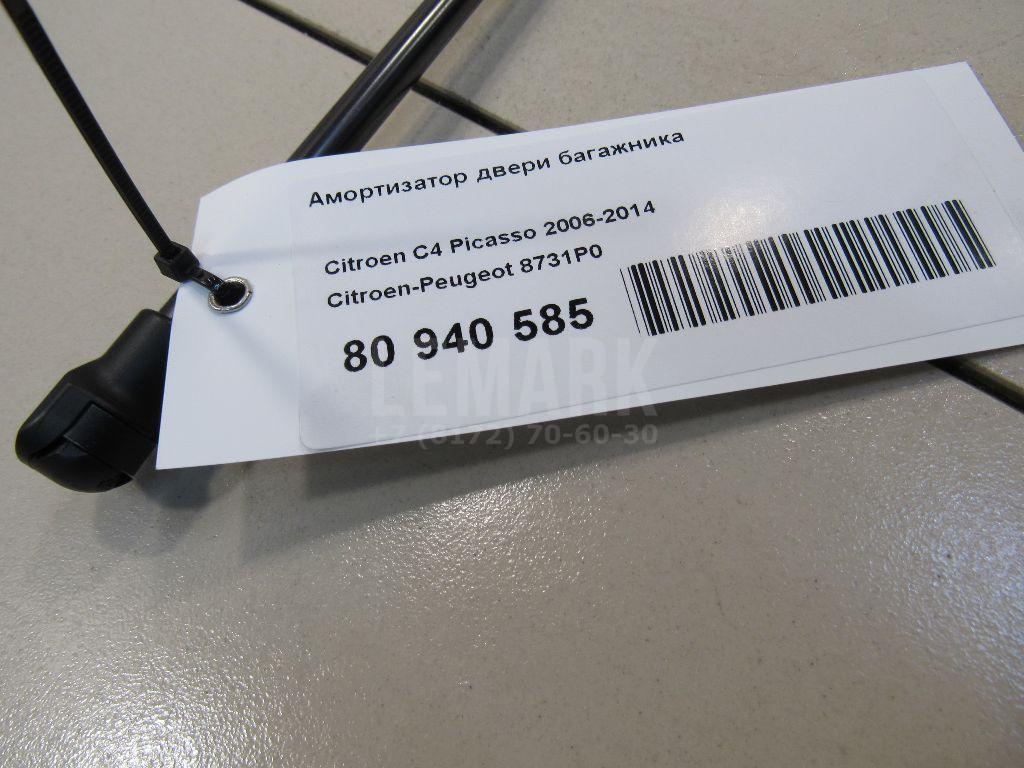 Амортизатор двери багажника
Citroen C4 Picasso 2006-2014
Citroen-Peugeot 8731P0
80 940 585
LEMARK
+7 (8172) 70-60-30